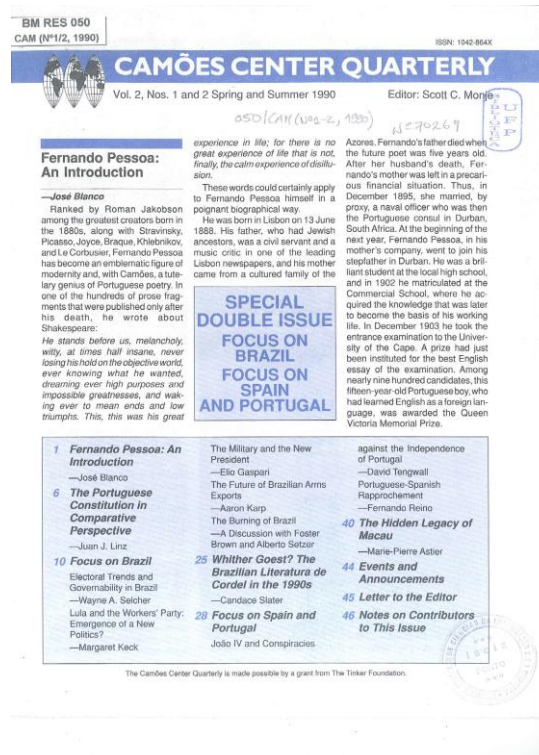 BM RES 050
CAM (Nº1/2, 1990)
ISSN: 1042-864X
CAMÕES CENTER QUARTERLY
Vol. 2, Nos. 1 and 2 Spring and Summer 1990
Editor: Scott C. Monje
050/CAM (Nos1-2, 1990)
Nº70269
UFP
Fernando Pessoa:
An Introduction
—José Blanco
Ranked by Roman Jakobson
among the greatest creators born in
the 1880s, along with Stravinsky,
Picasso, Joyce, Braque, Khlebnikov,
and Le Corbusier, Fernando Pessoa
has become an emblematic figure of
modernity and, with Camões, a tute-
lary genius of Portuguese poetry. In
one of the hundreds of prose frag-
ments that were published only after
his death, he wrote about
Shakespeare:
He stands before us, melancholy,
witty, at times half insane, never
losing his hold on the objective world,
ever knowing what he wanted,
dreaming ever high purposes and
impossible greatnesses, and wak-
ing ever to mean ends and low
triumphs. This, this was his great
experience in life; for there is no
great experience of life that is not,
finally, the calm experience of disillu-
sion.
These words could certainly apply
to Fernando Pessoa himself in a
poignant biographical way.
He was born in Lisbon on 13 June
1888. His father, who had Jewish
ancestors, was a civil servant and a
music critic in one of the leading
Lisbon newspapers, and his mother
came from a cultured family of the
SPECIAL
DOUBLE ISSUE
FOCUS ON
BRAZIL
FOCUS ON
SPAIN
AND PORTUGAL
Azores. Fernando's father died when
the future poet was five years old.
After her husband's death, Fer-
nando's mother was left in a precari-
ous financial situation. Thus, in
December 1895, she married, by
proxy, a naval officer who was then
the Portuguese consul in Durban,
South Africa. At the beginning of the
next year, Fernando Pessoa, in his
mother's company, went to join his
stepfather in Durban. He was a bril-
liant student at the local high school,
and in 1902 he matriculated at the
Commercial School, where he ac-
quired the knowledge that was later
to become the basis of his working
life. In December 1903 he took the
entrance examination to the Univer-
sity of the Cape. A prize had just
been instituted for the best English
essay of the examination. Among
nearly nine hundred candidates, this
fifteen-year-old Portuguese boy, who
had learned English as a foreign lan-
guage, was awarded the Queen
Victoria Memorial Prize.
1 Fernando Pessoa: An
Introduction
—José Blanco
6 The Portuguese
Constitution in
Comparative
Perspective
—Juan J. Linz
10 Focus on Brazil
Electoral Trends and
Governability in Brazil
—Wayne A. Selcher
Lula and the Workers' Party:
Emergence of a New
Politics?
—Margaret Keck
The Military and the New
President
—Elio Gaspari
The Future of Brazilian Arms
Exports
—Aaron Karp
The Burning of Brazil
—A Discussion with Foster
Brown and Alberto Setzer
25 Whither Goest? The
Brazilian Literatura de
Cordel in the 1990s
—Candace Slater
28 Focus on Spain and
Portugal
João IV and Conspiracies
against the Independence
of Portugal
—David Tengwall
Portuguese-Spanish
Rapprochement
—Fernando Reino
40 The Hidden Legacy of
Macau
—Marie-Pierre Astier
44 Events and
Announcements
45 Letter to the Editor
46 Notes on Contributors
to This Issue
The Camões Center Quarterly is made possible by a grant from The Tinker Foundation.